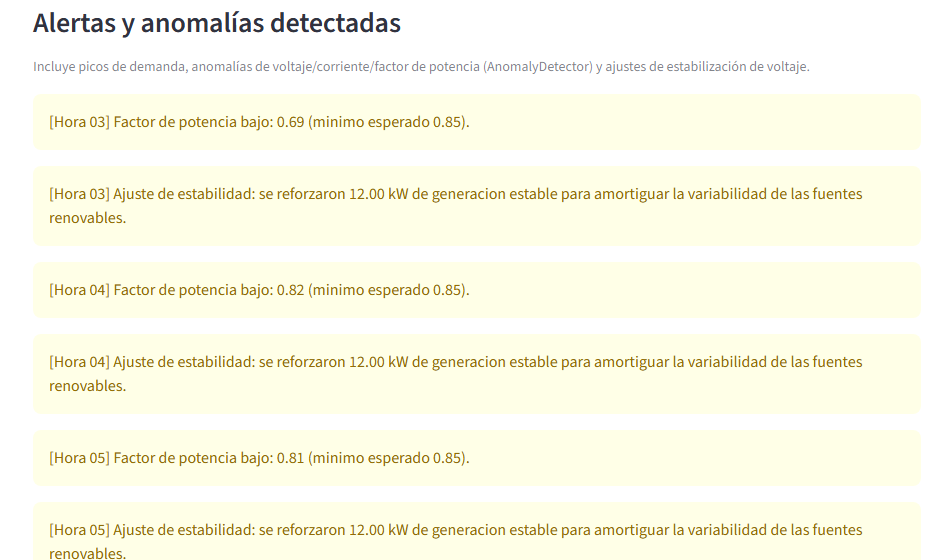 Alertas y anomalías detectadas
Incluye picos de demanda, anomalías de voltaje/corriente/factor de potencia (AnomalyDetector) y ajustes de estabilización de voltaje.
[Hora 03] Factor de potencia bajo: 0.69 (minimo esperado 0.85).
[Hora 03] Ajuste de estabilidad: se reforzaron 12.00 kW de generacion estable para amortiguar la variabilidad de las fuentes
renovables.
[Hora 04] Factor de potencia bajo: 0.82 (minimo esperado 0.85).
[Hora 04] Ajuste de estabilidad: se reforzaron 12.00 kW de generacion estable para amortiguar la variabilidad de las fuentes
renovables.
[Hora 05] Factor de potencia bajo: 0.81 (minimo esperado 0.85).
[Hora 05] Ajuste de estabilidad: se reforzaron 12.00 kW de generacion estable para amortiguar la variabilidad de las fuentes
renovables.